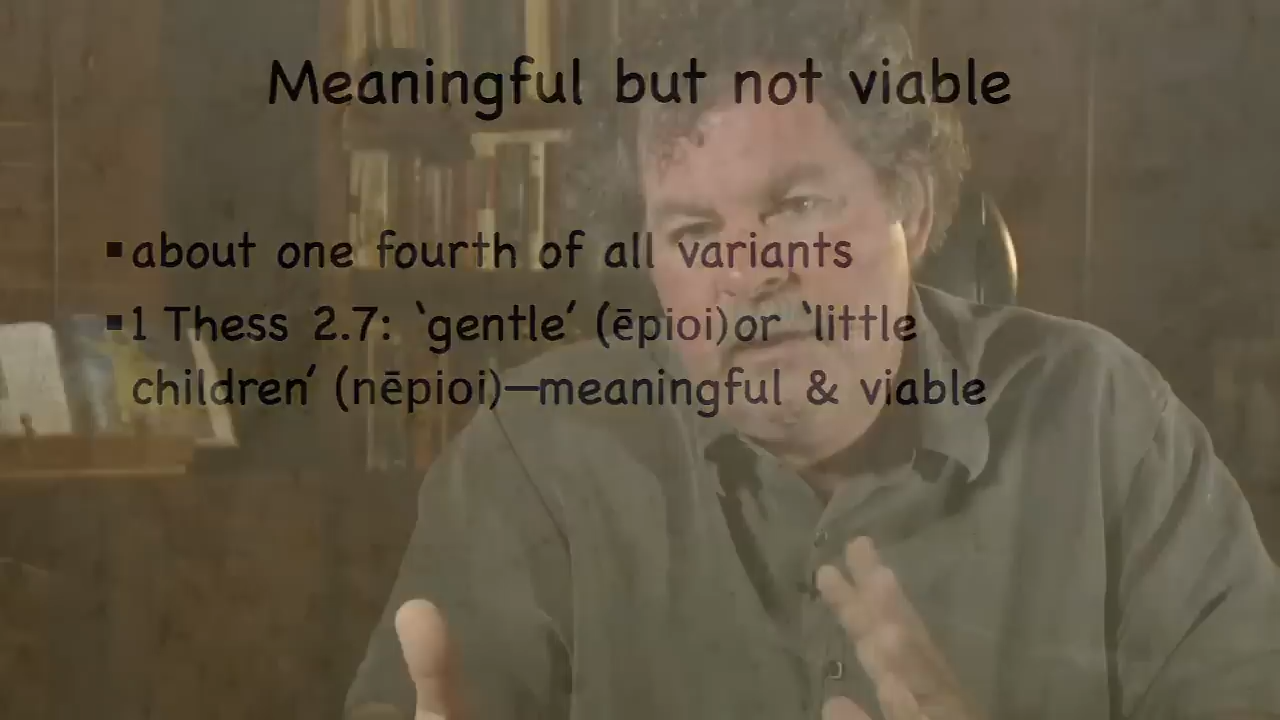 Meaningful but not viable
▪about one fourth of all variants
▪1 Thess 2.7: ‘gentle’ (ēpioi)or ‘little
children’ (nēpioi)—meaningful & viable